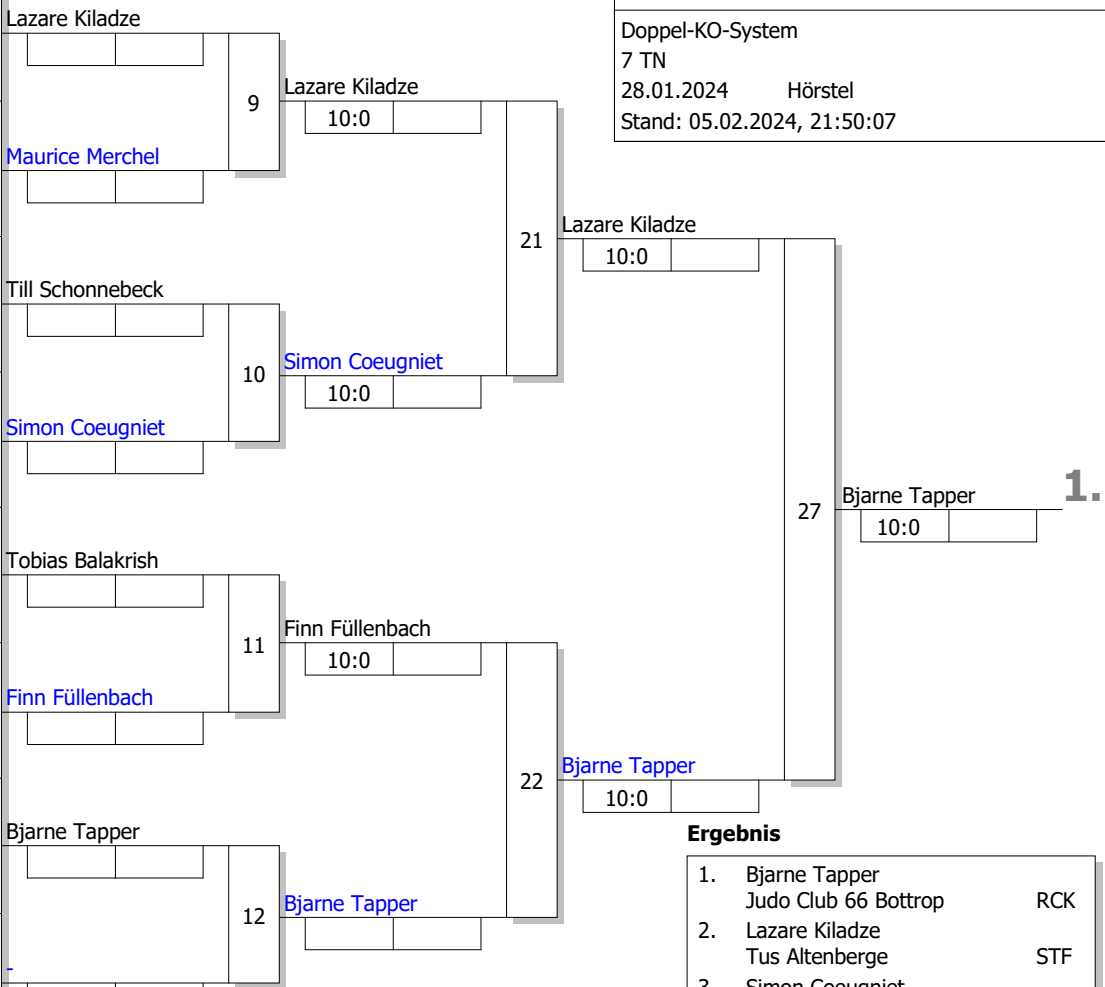 Lazare Kiladze
9
Maurice Merchel
Lazare Kiladze
10:0
Doppel-KO-System
7 TN
28.01.2024 Hörstel
Stand: 05.02.2024, 21:50:07
21
Lazare Kiladze
10:0
Till Schonnebeck
10
Simon Coeugniet
Simon Coeugniet
10:0
27
Bjarne Tapper
1.
10:0
Tobias Balakrish
11
Finn Füllenbach
Finn Füllenbach
10:0
22
Bjarne Tapper
10:0
Bjarne Tapper
12
-
Bjarne Tapper
Ergebnis
1. Bjarne Tapper
Judo Club 66 Bottrop RCK
2. Lazare Kiladze
Tus Altenberge STF
3. Simon Coeugniet